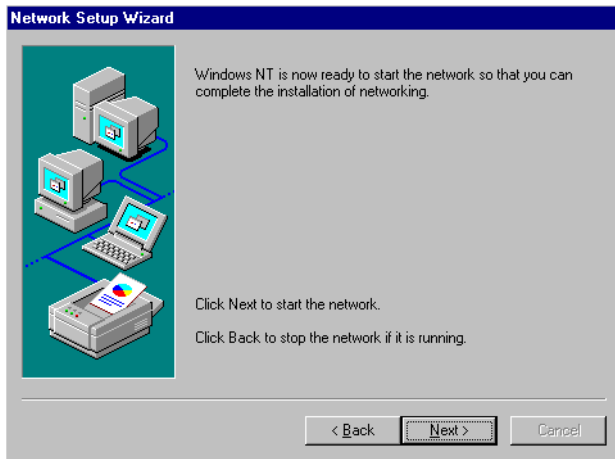 Network Setup Wizard
Windows NT is now ready to start the network so that you can
complete the installation of networking.
Click Next to start the network.
Click Back to stop the network if it is running.
< Back Next > Cancel